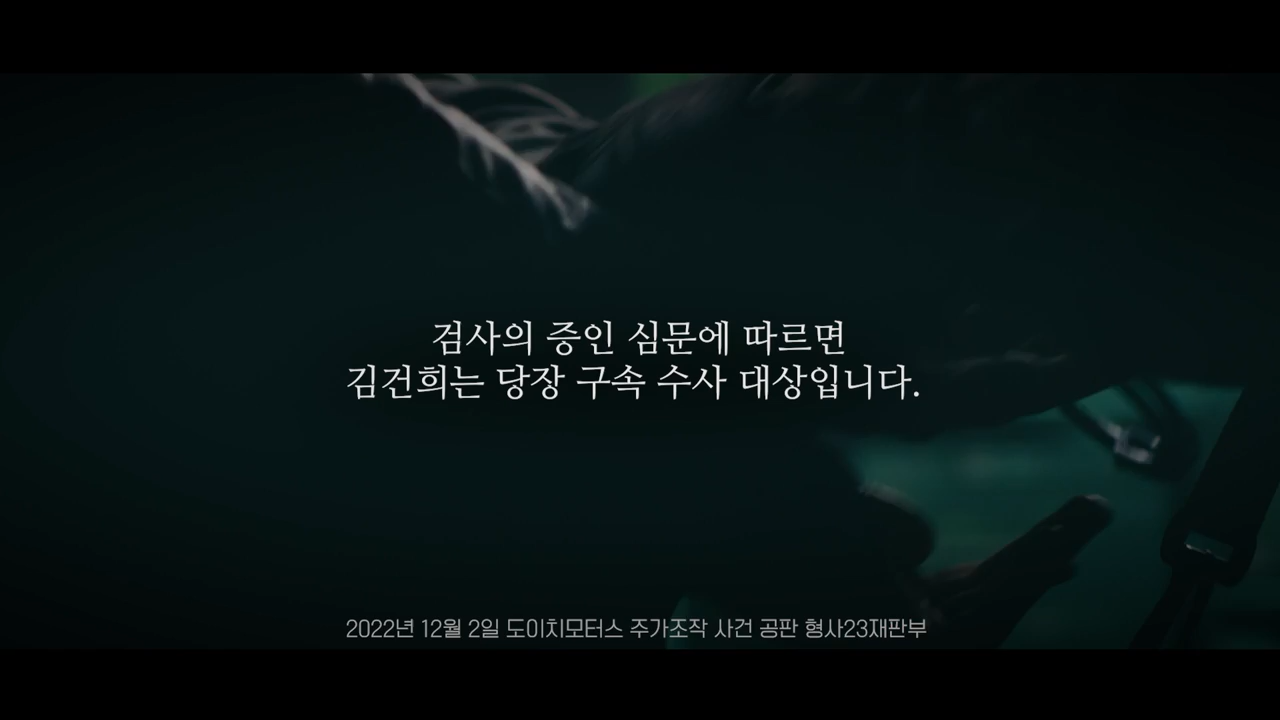 검사의 증인 심문에 따르면
김건희는 당장 구속 수사 대상입니다.
2022년 12월 2일 도이치모터스 주가조작 사건 공판 형사23재판부